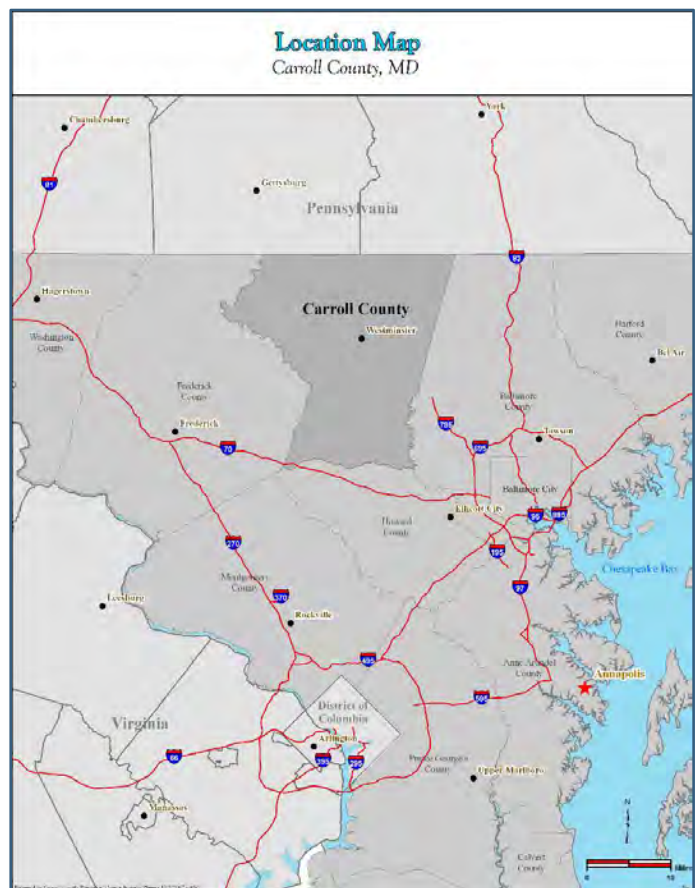 Location Map
Carroll County, MD
York
Chambersburg
81
Gettysburg
Pennsylvania
83
Hagerstown
Carroll County
Harford
County
Washington
County
Westminster
Bel Air
Frederick
County
Baltimore
County
795
Frederick
Towson
695
70
Baltimore City
City
95
895
Howard
County
370
195
Chesapeake Bay
97
Montgomery
County
270
Leesburg
Rockville
495
Anne Arundel
County
Annapolis
District of
Columbia
595
Virginia
Arlington
66
395
295
Prince George's
County
Upper Marlboro
Manassas
N
Calvert
County
0
10